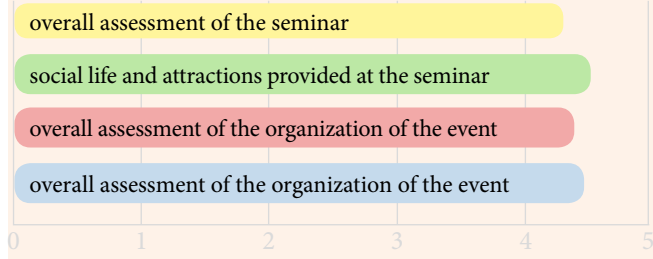 overall assessment of the seminar
social life and attractions provided at the seminar
overall assessment of the organization of the event
overall assessment of the organization of the event
0 1 2 3 4 5